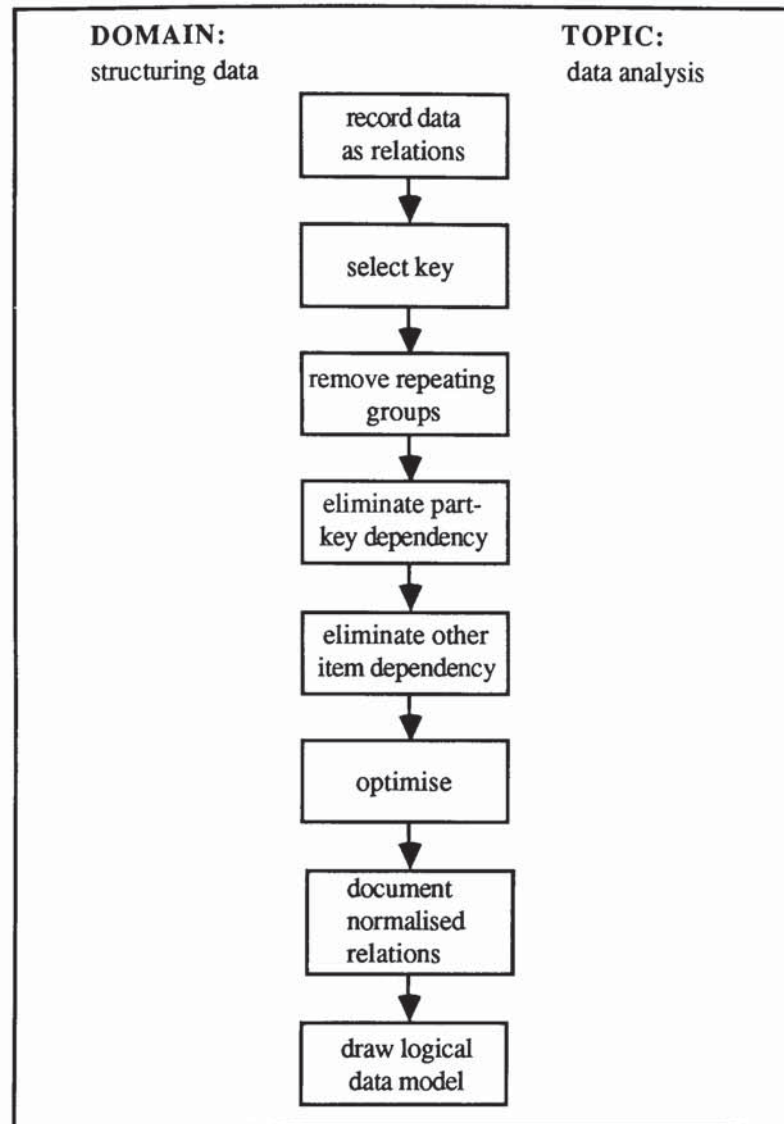 DOMAIN:
structuring data
TOPIC:
data analysis
record data
as relations
select key
remove repeating
groups
eliminate part-
key dependency
eliminate other
item dependency
optimise
document
normalised
relations
draw logical
data model